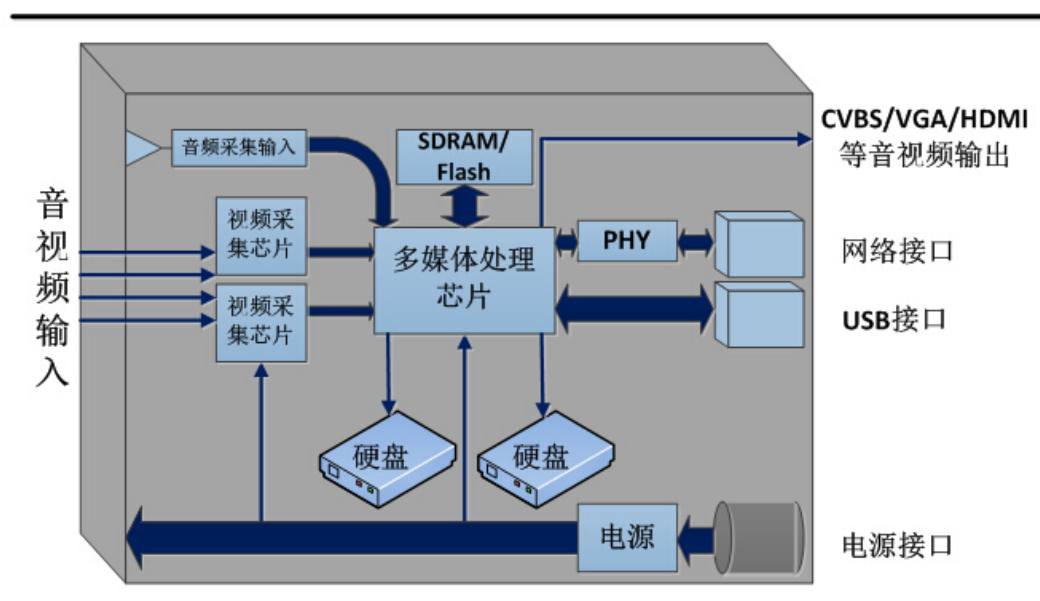 音频采集输入
SDRAM/
Flash
CVBS/VGA/HDMI
等音视频输出
音
视
频
输
入
视频采
集芯片
视频采
集芯片
多媒体处理
芯片
PHY
网络接口
USB接口
硬盘
硬盘
电源
电源接口